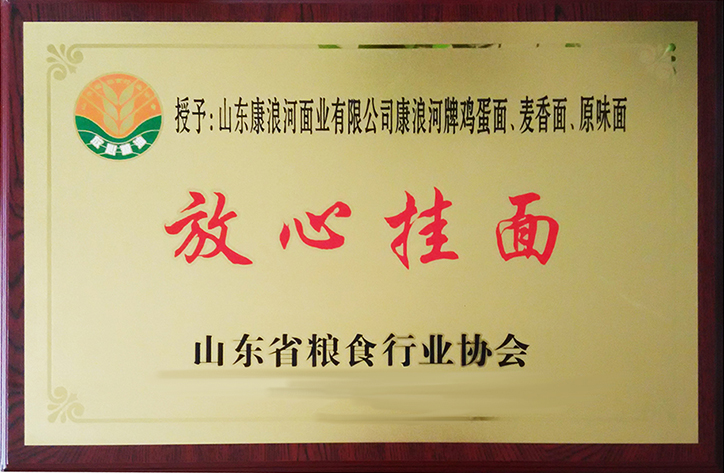 授予：山东康浪河面业有限公司康浪河牌鸡蛋面、麦香面、原味面
放心挂面
山东省粮食行业协会